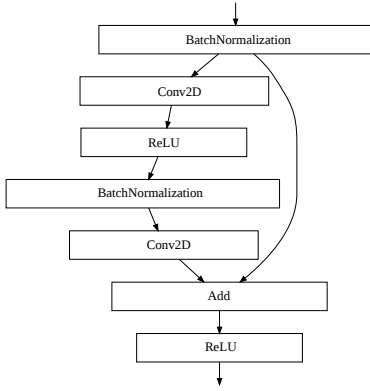 BatchNormalization
Conv2D
ReLU
BatchNormalization
Conv2D
Add
ReLU